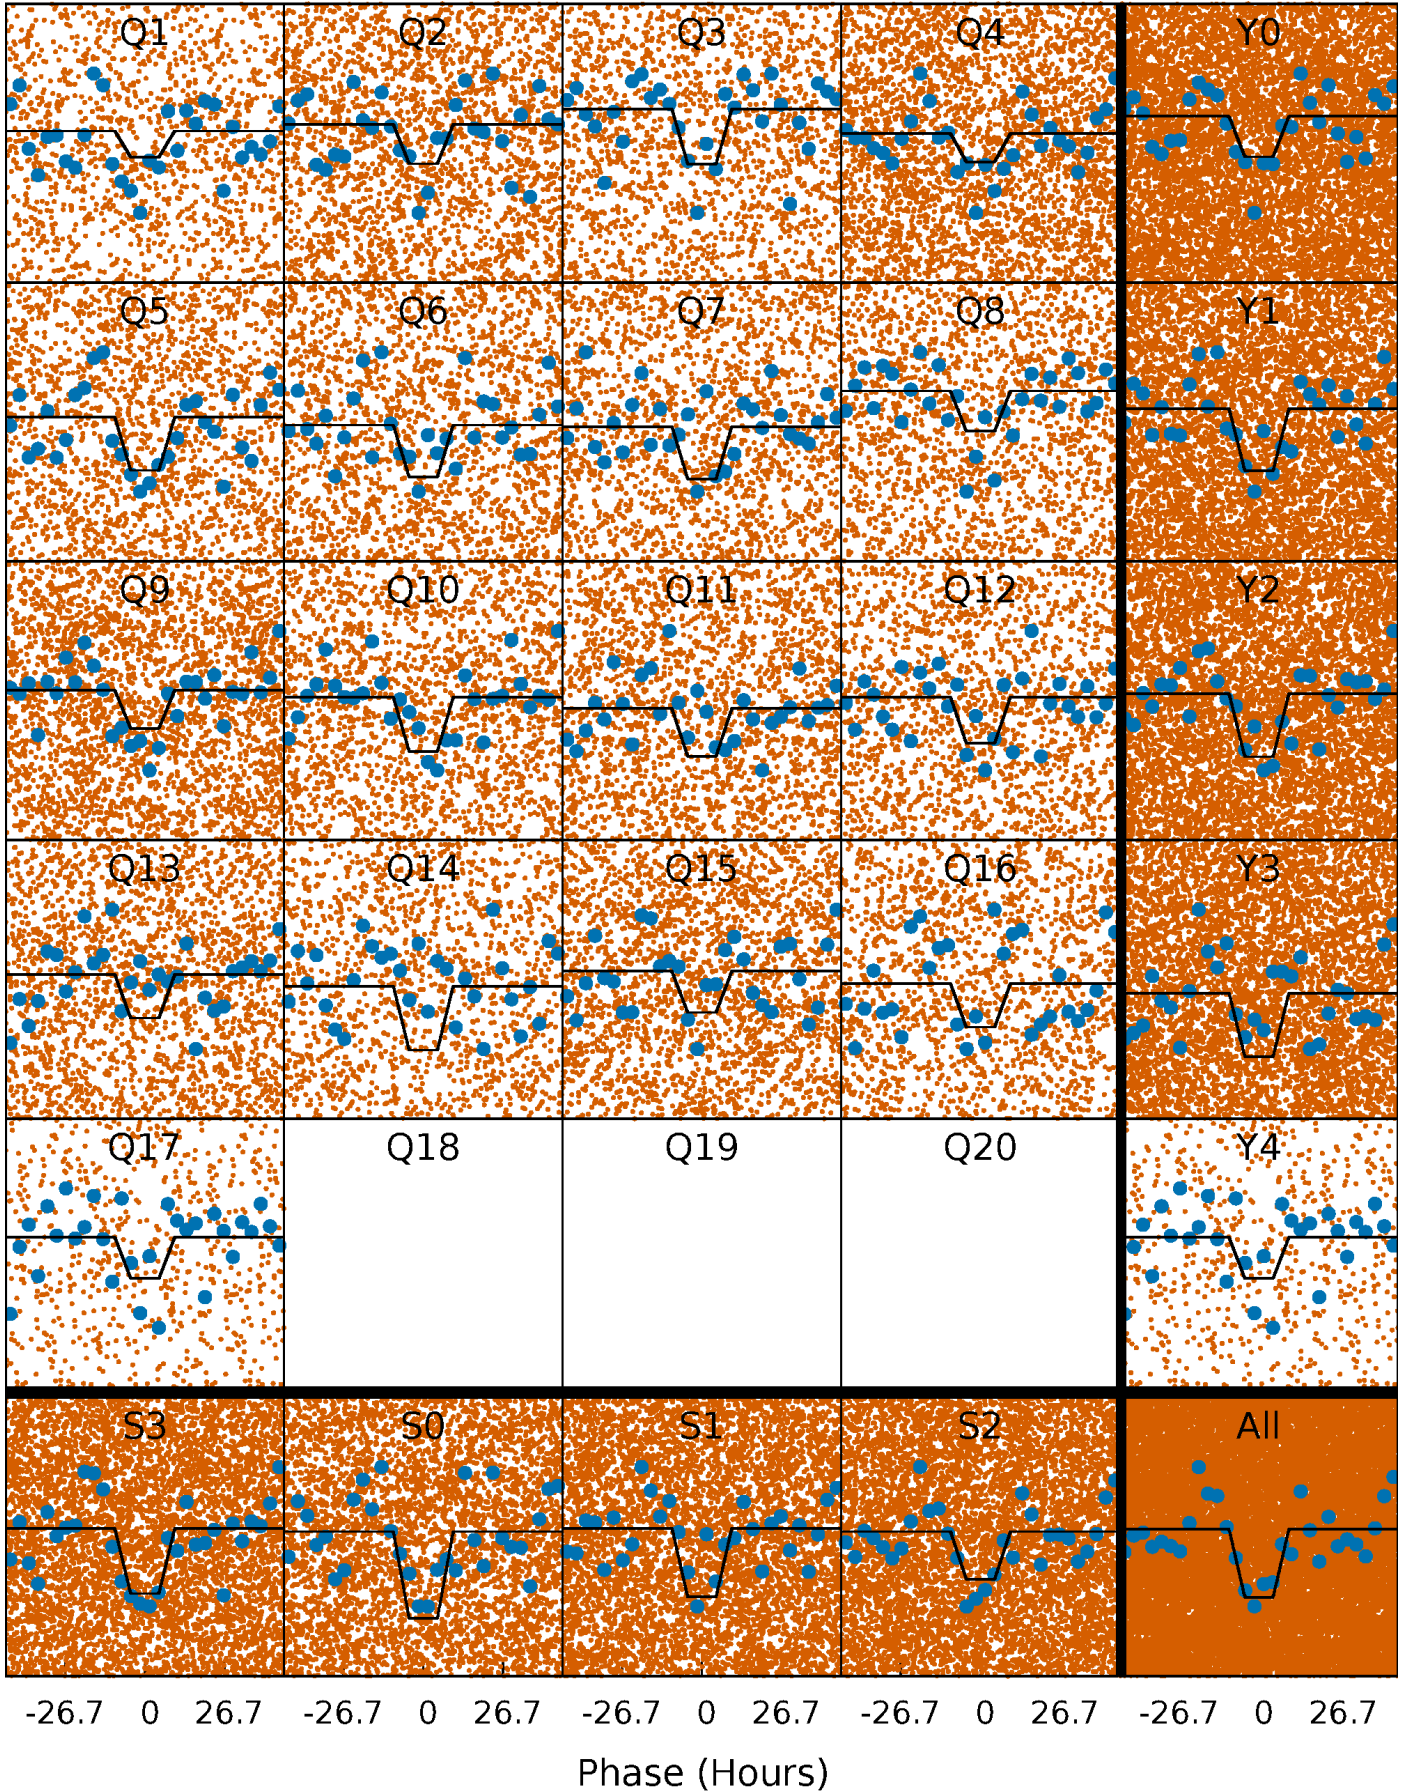 Q1 Q2 Q3 Q4 Y0
Q5 Q6 Q7 Q8 Y1
Q9 Q10 Q11 Q12 Y2
Q13 Q14 Q15 Q16 Y3
Q17 Q18 Q19 Q20 Y4
S3 S0 S1 S2 All
-26.7 0 26.7 -26.7 0 26.7 -26.7 0 26.7 -26.7 0 26.7 -26.7 0 26.7
Phase (Hours)